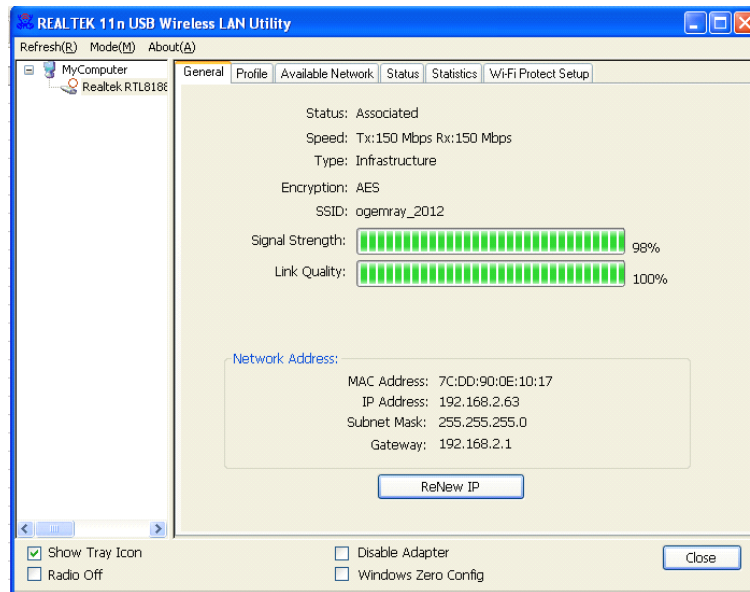 REALTEK 11n USB Wireless LAN Utility
Refresh(R) Mode(M) About(A)
MyComputer
Realtek RTL8188
General Profile Available Network Status Statistics Wi-Fi Protect Setup
Status: Associated
Speed: Tx:150 Mbps Rx:150 Mbps
Type: Infrastructure
Encryption: AES
SSID: ogemray_2012
Signal Strength: 98%
Link Quality: 100%
Network Address:
MAC Address: 7C:DD:90:0E:10:17
IP Address: 192.168.2.63
Subnet Mask: 255.255.255.0
Gateway: 192.168.2.1
ReNew IP
Show Tray Icon Disable Adapter
Radio Off Windows Zero Config
Close